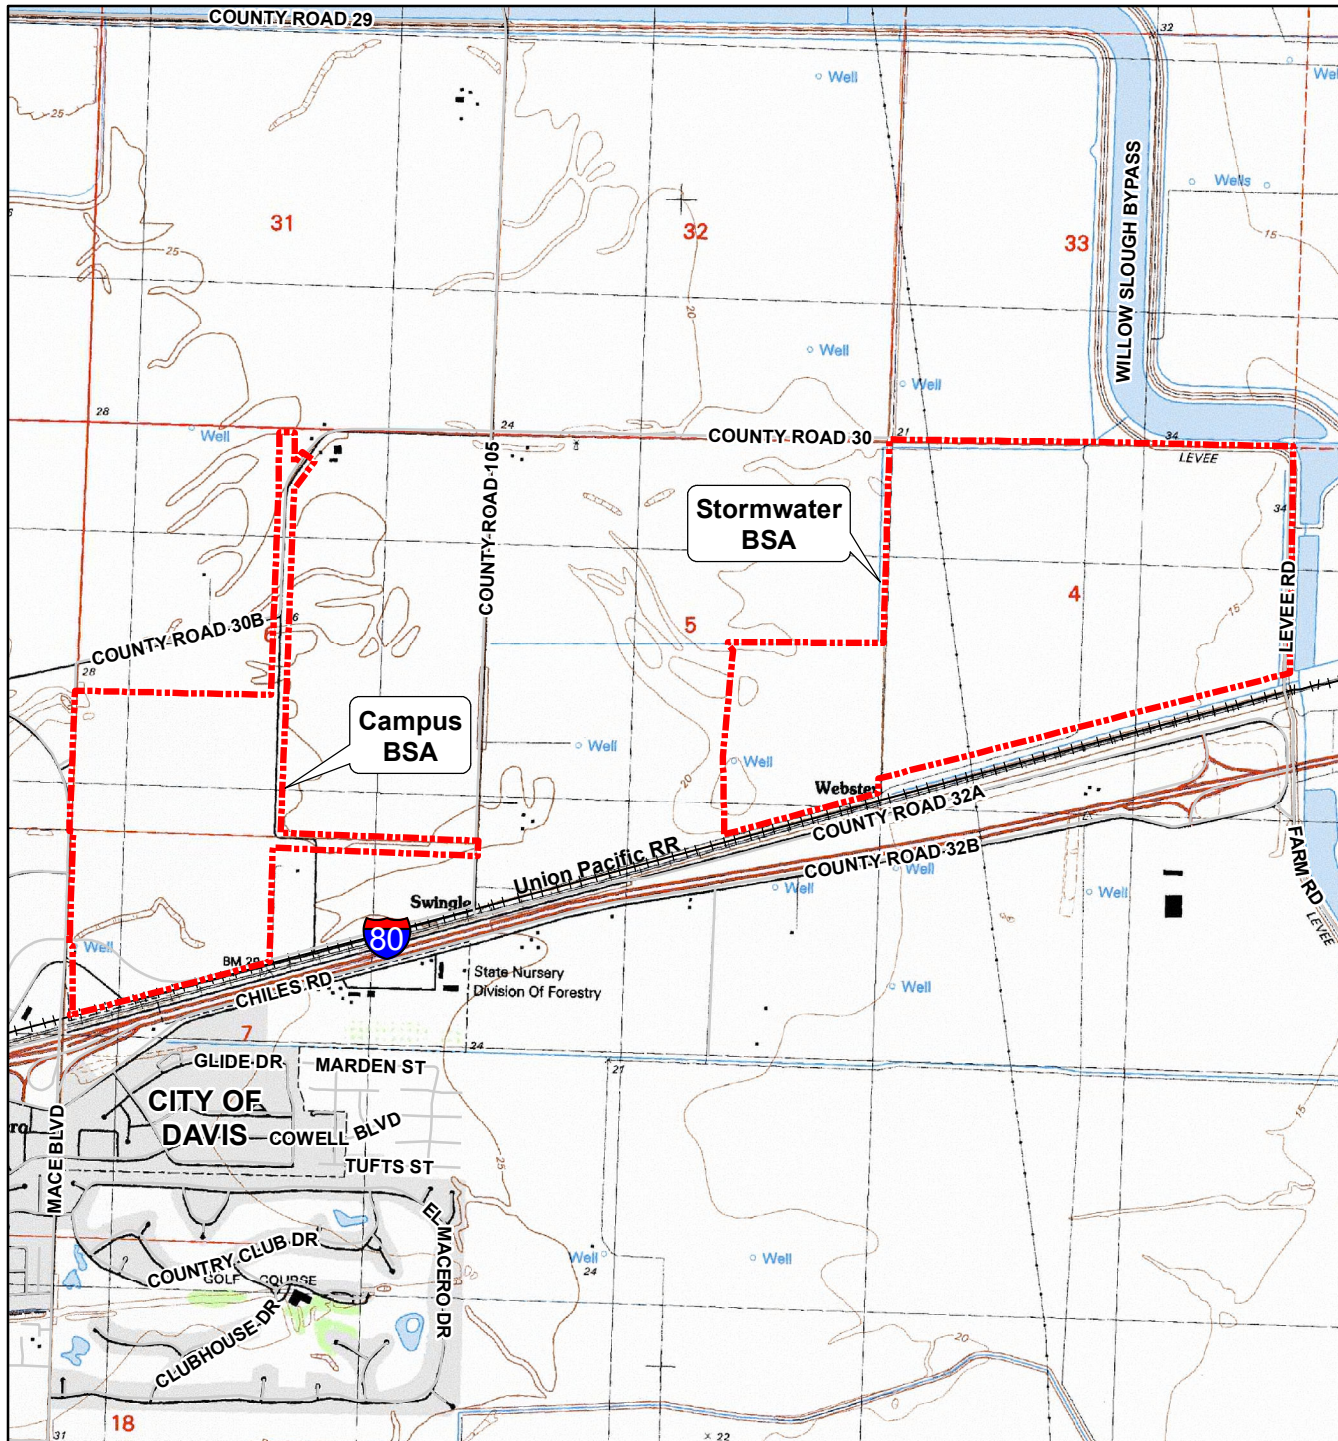 COUNTY ROAD 29
32
25
Well
Wel
WILLOW SLOUGH BYPASS
Wells
31
32
33
15
25
20
Well
Well
28
Well
24
COUNTY ROAD 30
21
34
LEVEE
COUNTY ROAD 105
Stormwater
BSA
34
4
15
LEVEE RD
COUNTY ROAD 30B
6
5
28
Campus
BSA
Well
Well
20
Webster
COUNTY ROAD 32A
Union Pacific RR
COUNTY ROAD 32B
FARM RD
LEVEE
Swingle
Well
Well
Well
Well
80
BM 29
CHILES RD
State Nursery
Division Of Forestry
Well
7
24
21
GLIDE DR
MARDEN ST
CITY OF
DAVIS
COWELL BLVD
TUFTS ST
MACE BLVD
ro
25
15
EL MACERO DR
COUNTRY CLUB DR
GOLF COURSE
CLUBHOUSE DR
Well
24
Well
20
18
31
22